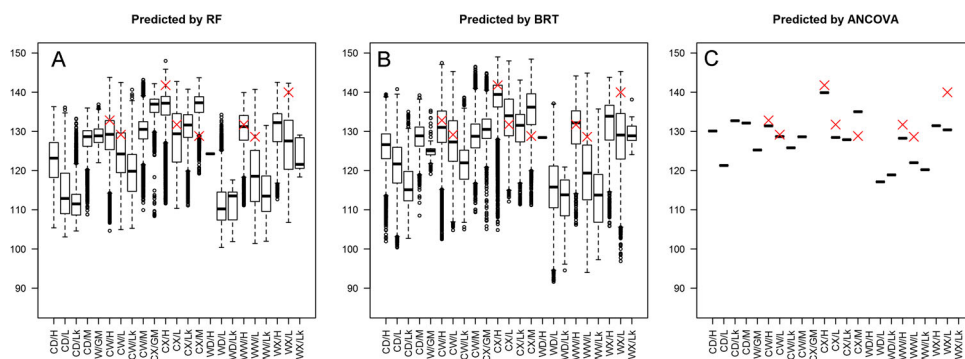 Predicted by RF
Predicted by BRT
Predicted by ANCOVA
A
150
140
130
120
110
100
90
CD/H
CD/L
CD/Lk
CD/M
W/GM
CW/H
CW/L
CW/Lk
CW/M
CX/GM
CX/H
CX/L
CX/Lk
CX/M
WD/H
WD/L
WD/Lk
WW/H
WW/L
WW/Lk
WX/H
WX/L
WX/Lk
B
150
140
130
120
110
100
90
CD/H
CD/L
CD/Lk
CD/M
W/GM
CW/H
CW/L
CW/Lk
CW/M
CX/GM
CX/H
CX/L
CX/Lk
CX/M
WD/H
WD/L
WD/Lk
WW/H
WW/L
WW/Lk
WX/H
WX/L
WX/Lk
C
150
140
130
120
110
100
90
CD/H
CD/L
CD/Lk
CD/M
W/GM
CW/H
CW/L
CW/Lk
CW/M
CX/GM
CX/H
CX/L
CX/Lk
CX/M
WD/H
WD/L
WD/Lk
WW/H
WW/L
WW/Lk
WX/H
WX/L
WX/Lk